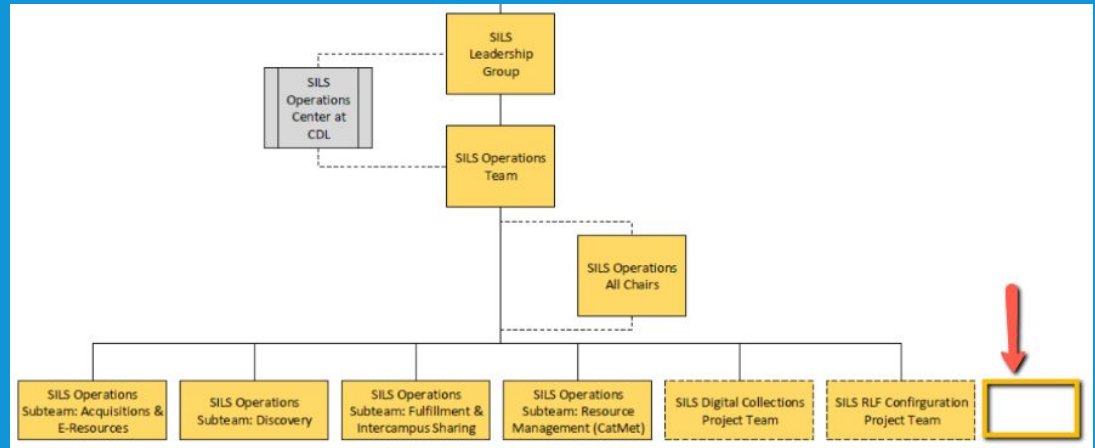 SILS
Leadership
Group
SILS
Operations
Center at
CDL
SILS Operations
Team
SILS Operations
All Chairs
SILS Operations
Subteam: Acquisitions &
E-Resources
SILS Operations
Subteam: Discovery
SILS Operations
Subteam: Fulfillment &
Intercampus Sharing
SILS Operations
Subteam: Resource
Management (CatMet)
SILS Digital Collections
Project Team
SILS RLF Confirguration
Project Team